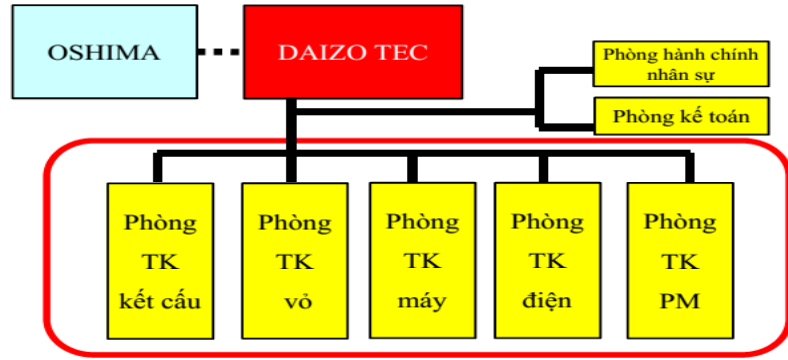 OSHIMA
DAIZO TEC
Phòng hành chính
nhân sự
Phòng kế toán
Phòng
TK
kết cấu
Phòng
TK
vỏ
Phòng
TK
máy
Phòng
TK
điện
Phòng
TK
PM